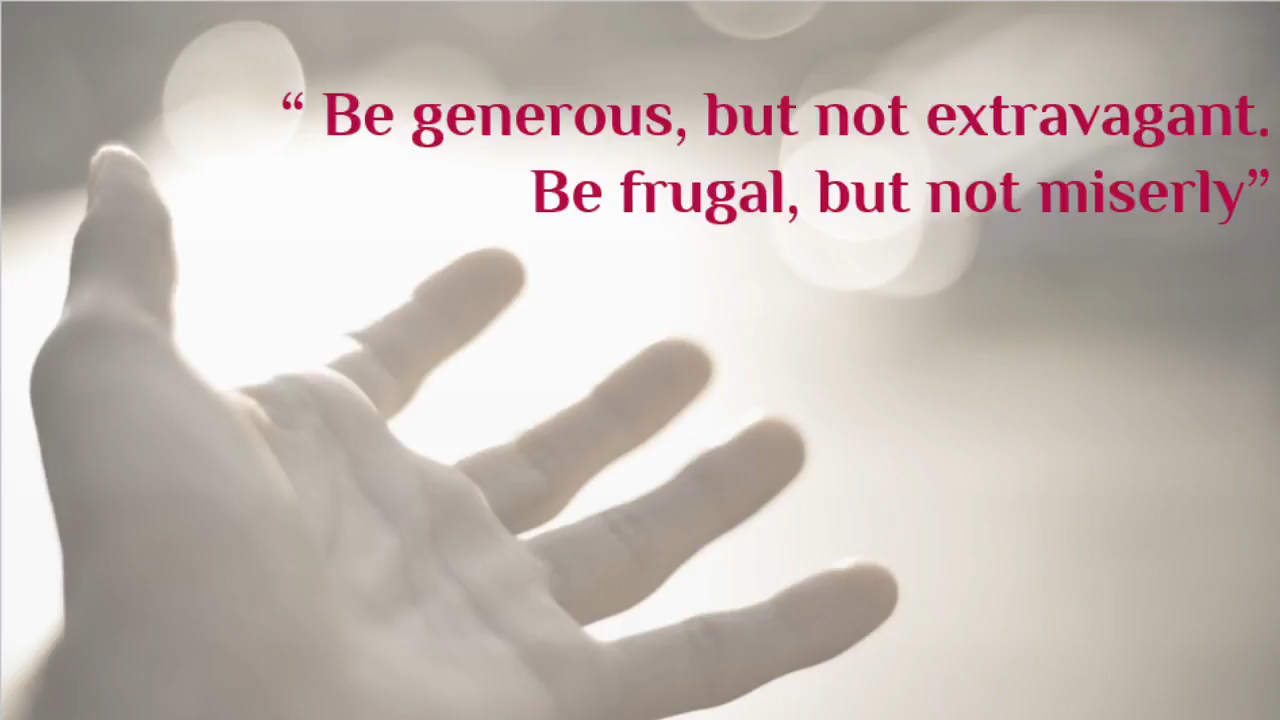 “ Be generous, but not extravagant.
Be frugal, but not miserly”